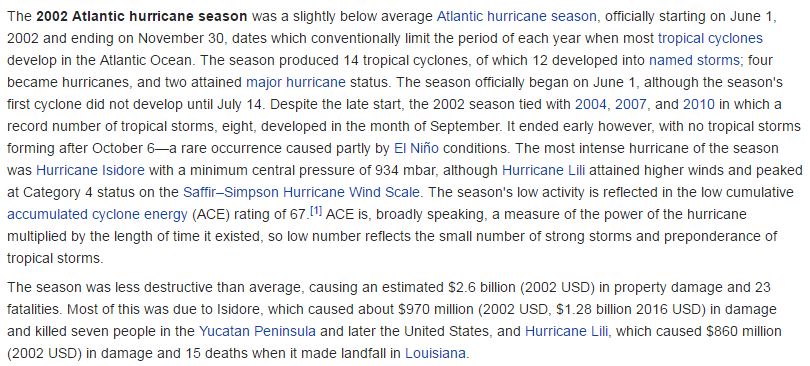 The 2002 Atlantic hurricane season was a slightly below average Atlantic hurricane season, officially starting on June 1,
2002 and ending on November 30, dates which conventionally limit the period of each year when most tropical cyclones
develop in the Atlantic Ocean. The season produced 14 tropical cyclones, of which 12 developed into named storms; four
became hurricanes, and two attained major hurricane status. The season officially began on June 1, although the season's
first cyclone did not develop until July 14. Despite the late start, the 2002 season tied with 2004, 2007, and 2010 in which a
record number of tropical storms, eight, developed in the month of September. It ended early however, with no tropical storms
forming after October 6—a rare occurrence caused partly by El Niño conditions. The most intense hurricane of the season
was Hurricane Isidore with a minimum central pressure of 934 mbar, although Hurricane Lili attained higher winds and peaked
at Category 4 status on the Saffir–Simpson Hurricane Wind Scale. The season's low activity is reflected in the low cumulative
accumulated cyclone energy (ACE) rating of 67.[1] ACE is, broadly speaking, a measure of the power of the hurricane
multiplied by the length of time it existed, so low number reflects the small number of strong storms and preponderance of
tropical storms.
The season was less destructive than average, causing an estimated $2.6 billion (2002 USD) in property damage and 23
fatalities. Most of this was due to Isidore, which caused about $970 million (2002 USD, $1.28 billion 2016 USD) in damage
and killed seven people in the Yucatan Peninsula and later the United States, and Hurricane Lili, which caused $860 million
(2002 USD) in damage and 15 deaths when it made landfall in Louisiana.